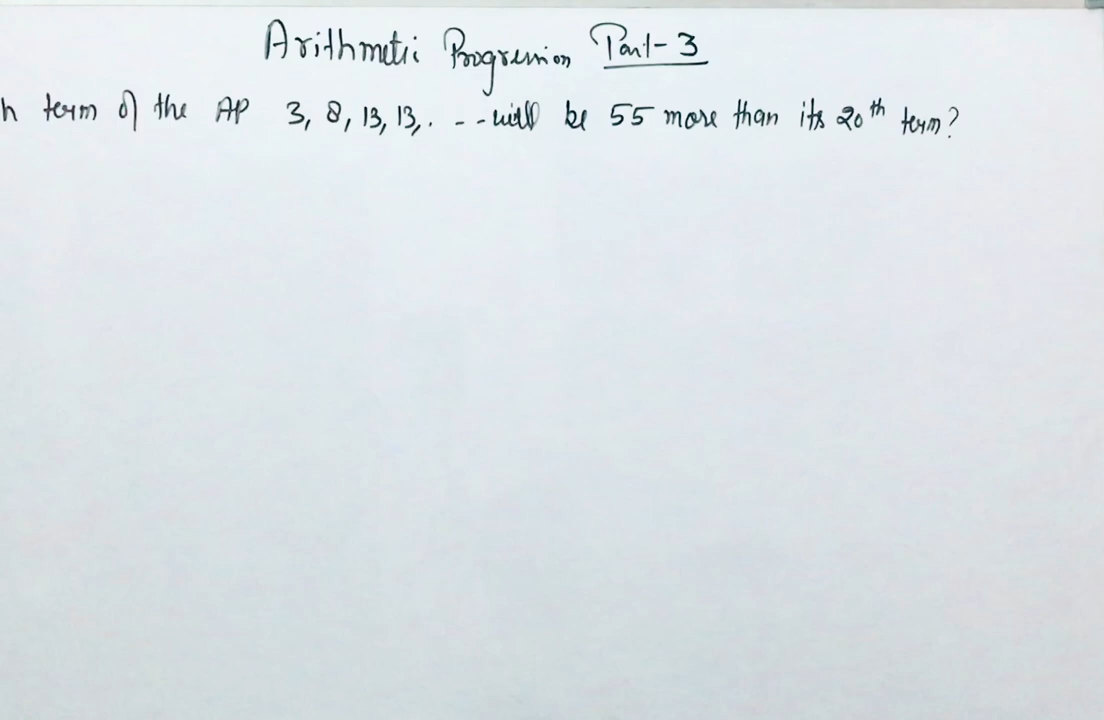 Arithmetic Progression Part-3
h term of the AP 3, 8, 13, 13,. - - will be 55 more than its 20th term?